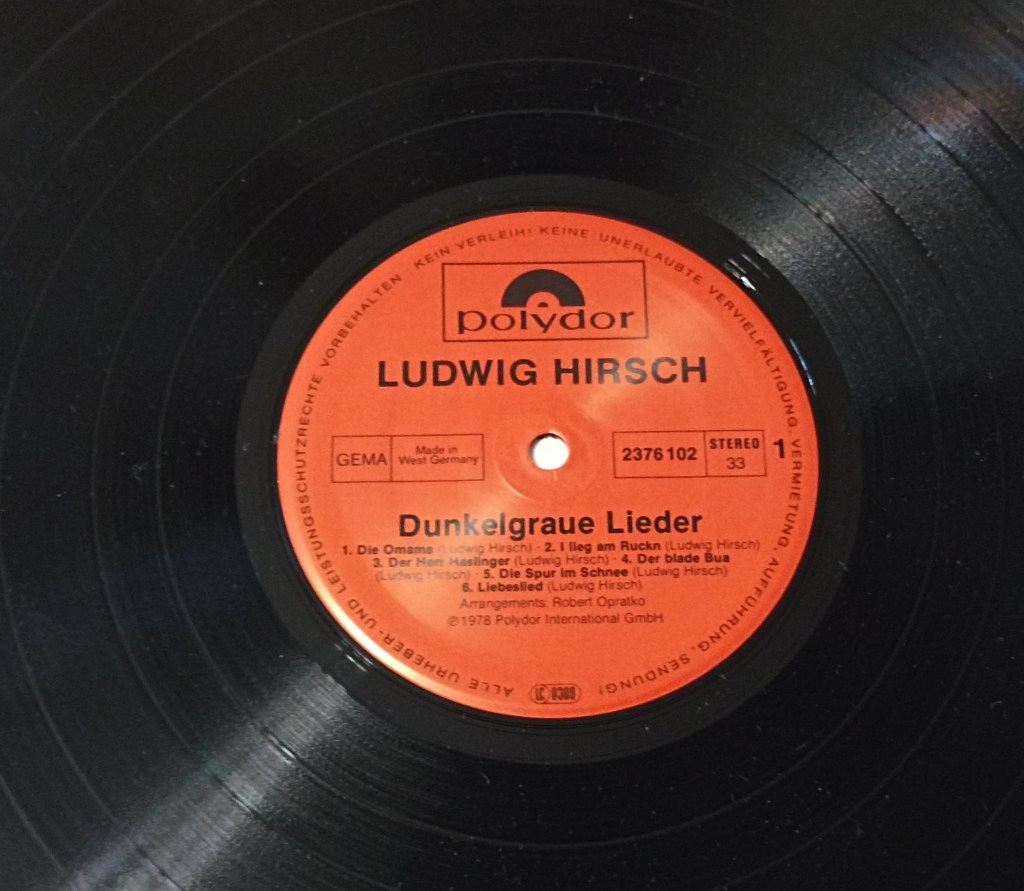 ALLE URHEBER- UND LEISTUNGSSCHUTZRECHTE VORBEHALTEN  KEIN VERLEIH! KEINE UNERLAUBTE VERVIELFÄLTIGUNG, VERMIETUNG, AUFFÜHRUNG, SENDUNG!
polydor
LUDWIG HIRSCH
GEMA
Made in
West Germany
2376 102
STEREO
33
1
Dunkelgraue Lieder
1. Die Omama (Ludwig Hirsch) · 2. I lieg am Ruckn (Ludwig Hirsch)
3. Der Herr Haslinger (Ludwig Hirsch) · 4. Der blade Bua
(Ludwig Hirsch) · 5. Die Spur im Schnee (Ludwig Hirsch)
6. Liebeslied (Ludwig Hirsch)
Arrangements: Robert Opratko
℗1978 Polydor International GmbH
LC 0309